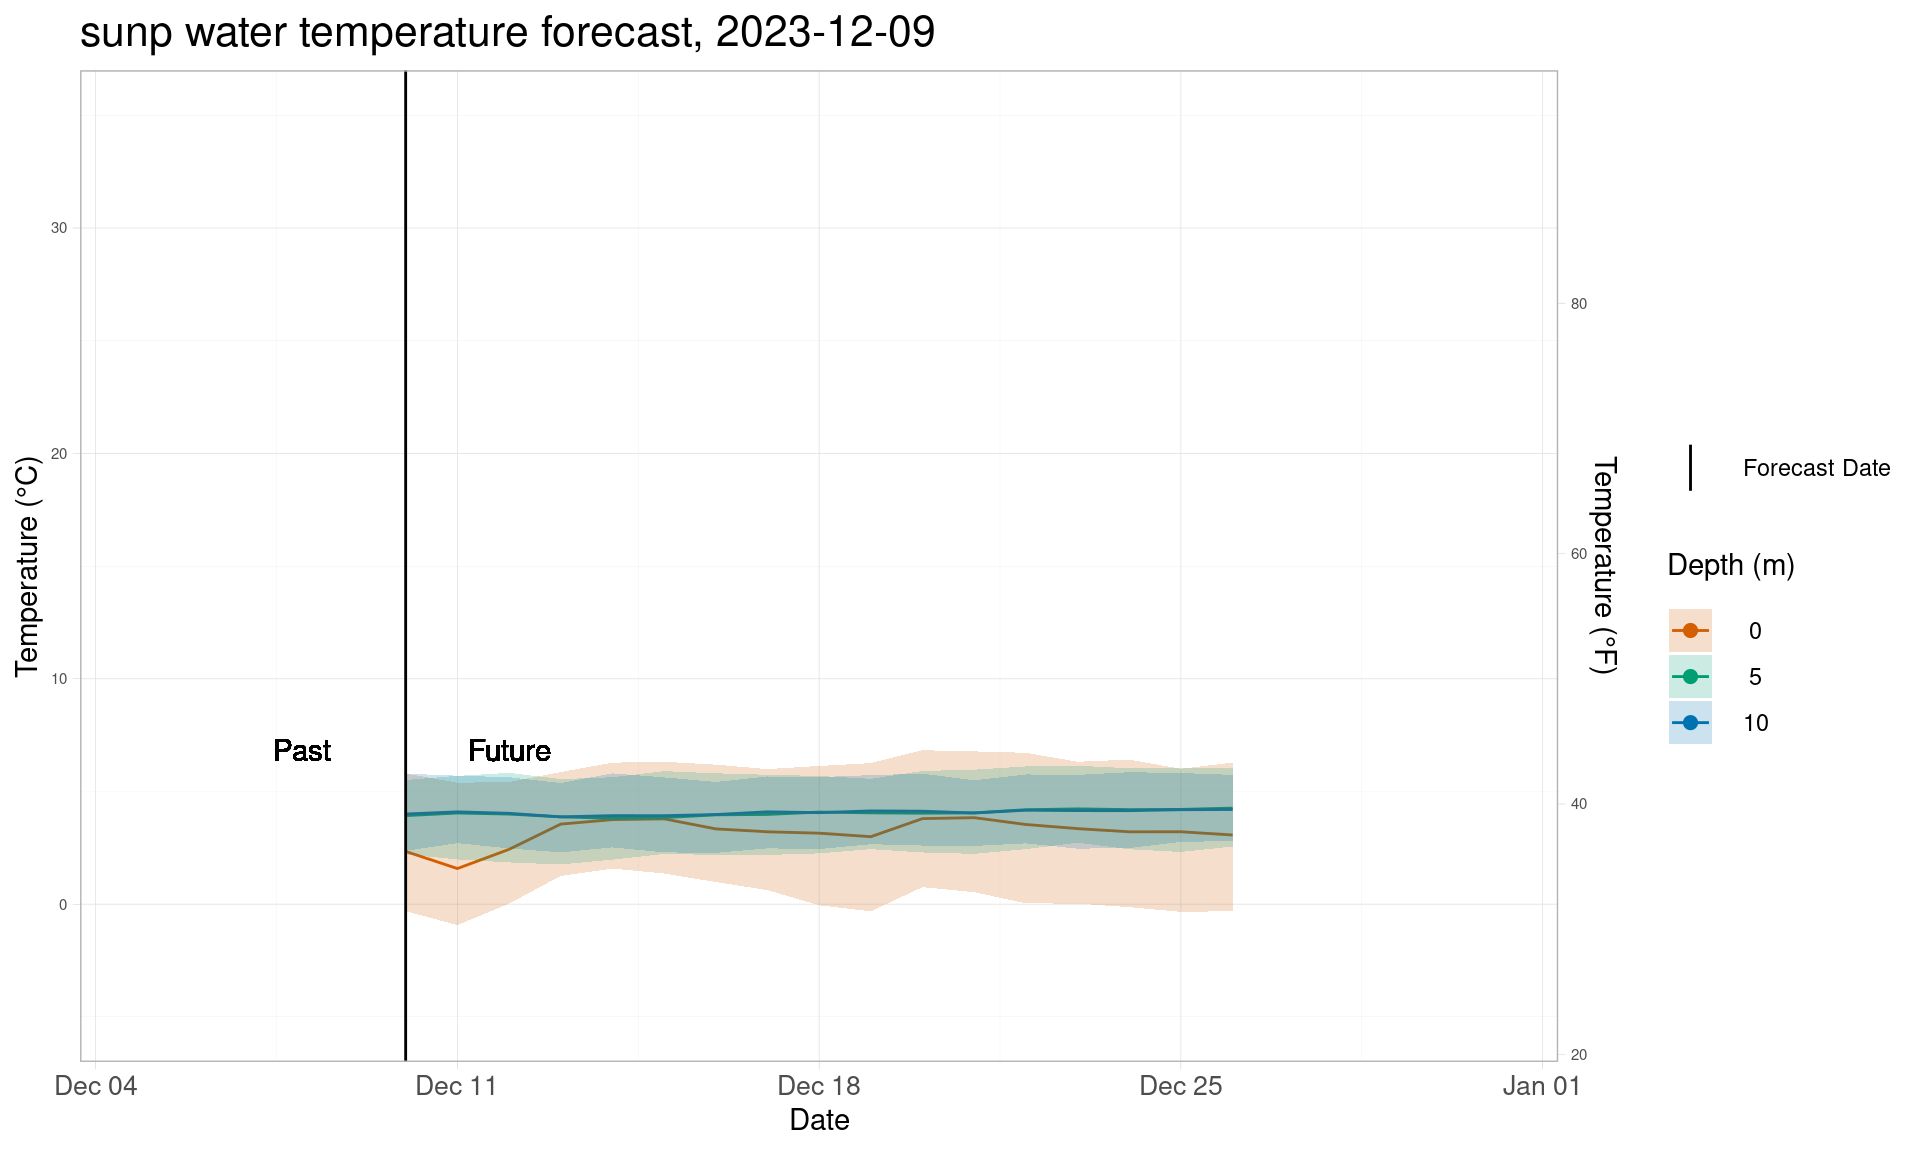 sunp water temperature forecast, 2023-12-09
Temperature (°C)
30
20
10
0
Past
Future
80
60
40
20
Temperature (°F)
Dec 04
Dec 11
Dec 18
Dec 25
Jan 01
Date
Forecast Date
Depth (m)
0
5
10